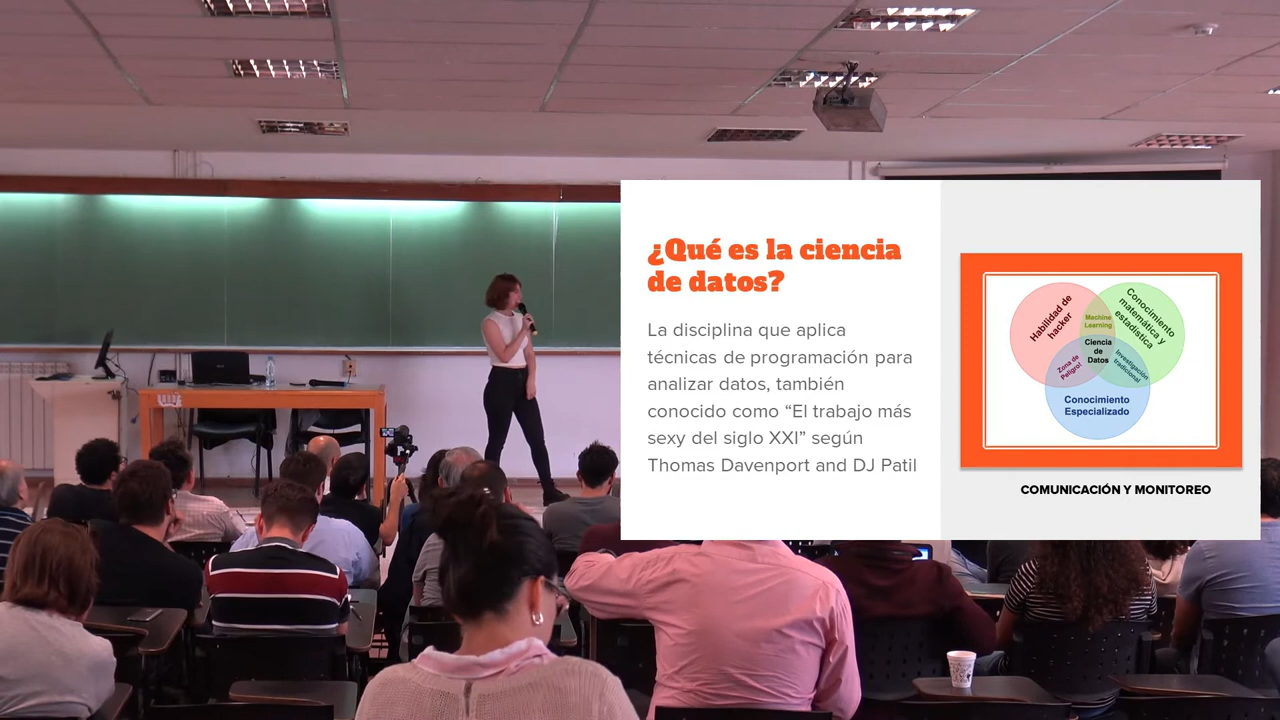 ¿Qué es la ciencia
de datos?
La disciplina que aplica
técnicas de programación para
analizar datos, también
conocido como “El trabajo más
sexy del siglo XXI” según
Thomas Davenport and DJ Patil
Habilidad de
hacker
Conocimiento
matemática y
estadística
Machine
Learning
Ciencia
de
Datos
Zona de
Peligro!
Investigación
tradicional
Conocimiento
Especializado
COMUNICACIÓN Y MONITOREO